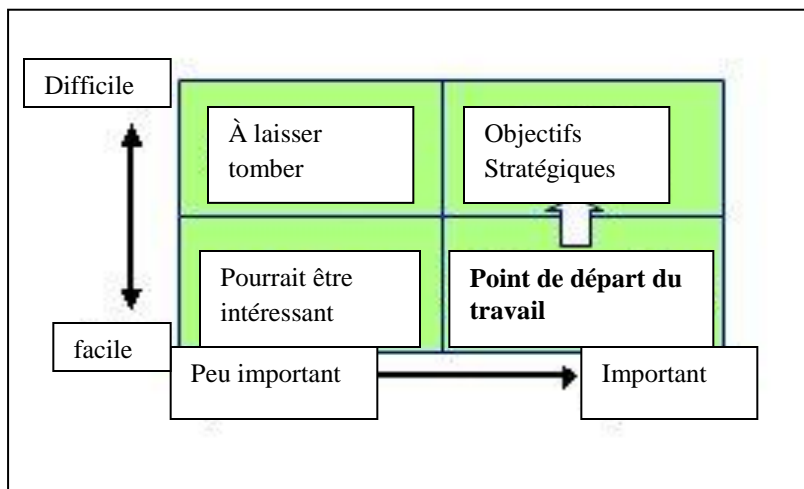 Difficile
À laisser
tomber
Objectifs
Stratégiques
Pourrait être
intéressant
Point de départ du
travail
facile
Peu important
Important